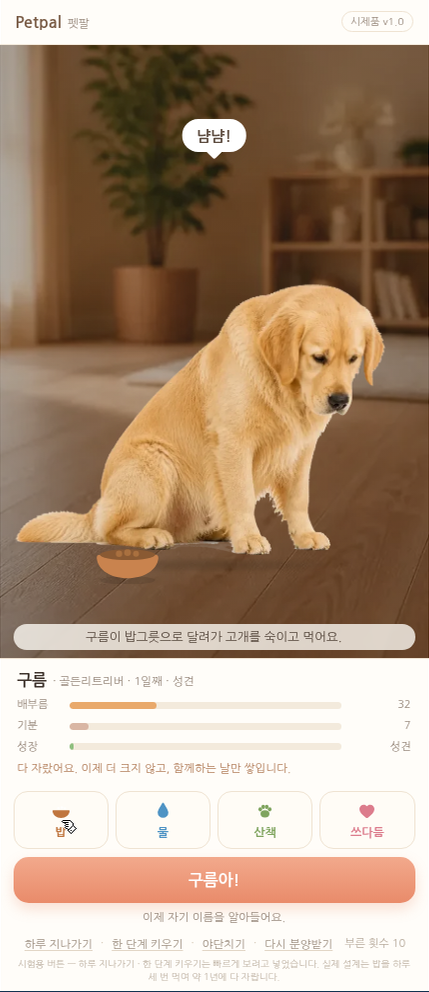 Petpal 펫팔
시제품 v1.0
냠냠!
구름이 밥그릇으로 달려가 고개를 숙이고 먹어요.
구름 · 골든리트리버 · 1일째 · 성견
배부름 32
기분 7
성장 성견
다 자랐어요. 이제 더 크지 않고, 함께하는 날만 쌓입니다.
밥 물 산책 쓰다듬
구름아!
이제 자기 이름을 알아들어요.
하루 지나가기 · 한 단계 키우기 · 야단치기 · 다시 분양받기 부른 횟수 10
시험용 버튼 — 하루 지나가기 · 한 단계 키우기는 빠르게 보려고 넣었습니다. 실제 설계는 밥을 하루
세 번 먹여 약 1년에 다 자랍니다.